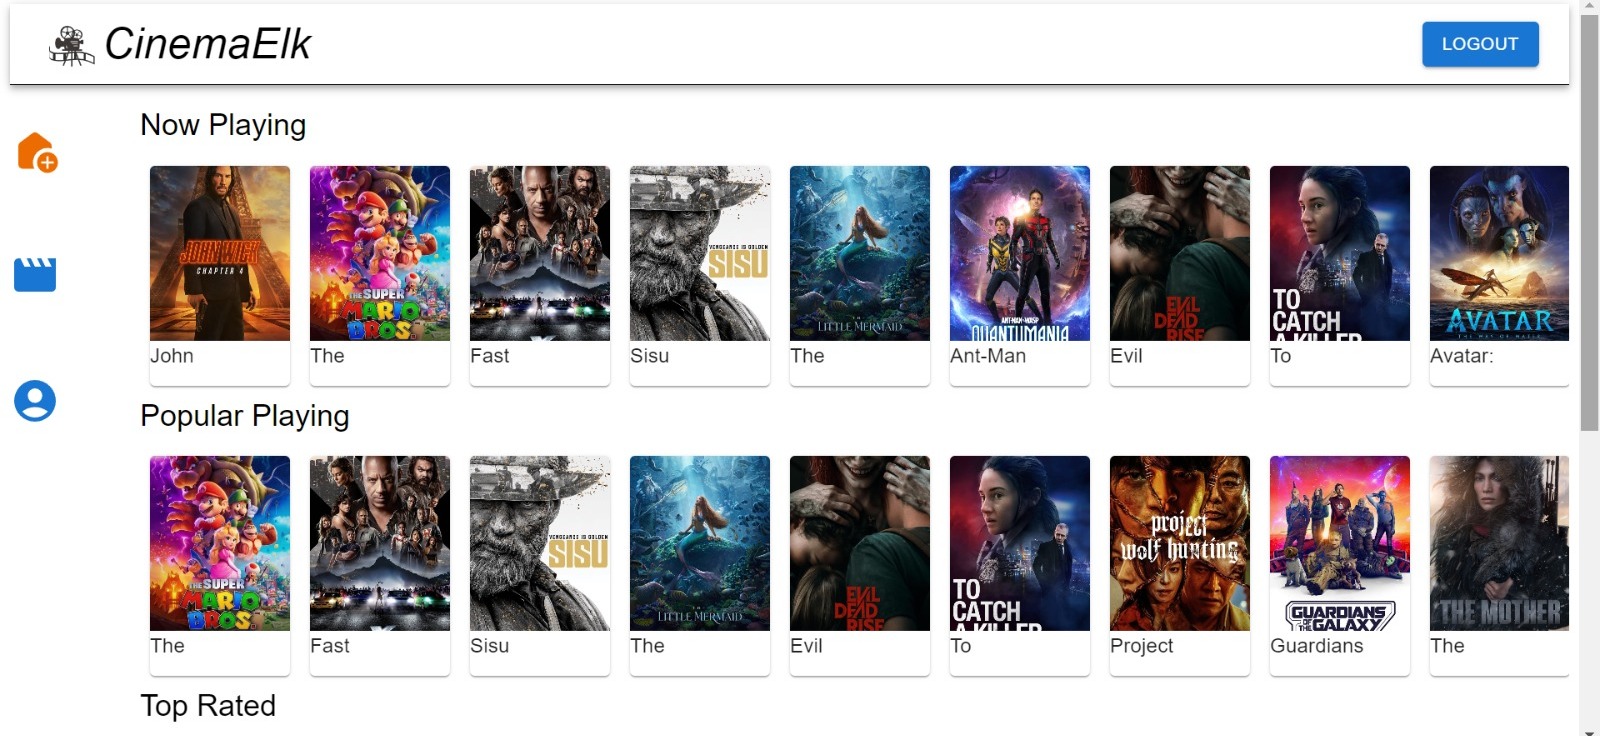 CinemaElk
LOGOUT
Now Playing
JOHN WICK
CHAPTER 4
THE SUPER
MARIO
BROS.
VENGEANCE IS GOLDEN
SISU
THE
LITTLE MERMAID
ANT-MAN AND THE WASP
QUANTUMANIA
EVIL
DEAD
RISE
TO
CATCH
A KILLER
AVATAR
THE WAY OF WATER
John
The
Fast
Sisu
The
Ant-Man
Evil
To
Avatar:
Popular Playing
THE SUPER
MARIO
BROS.
X
VENGEANCE IS GOLDEN
SISU
THE
LITTLE MERMAID
EVIL
DEAD
RISE
TO
CATCH
A KILLER
project
wolf hunting
GUARDIANS
OF THE GALAXY
THE MOTHER
The
Fast
Sisu
The
Evil
To
Project
Guardians
The
Top Rated